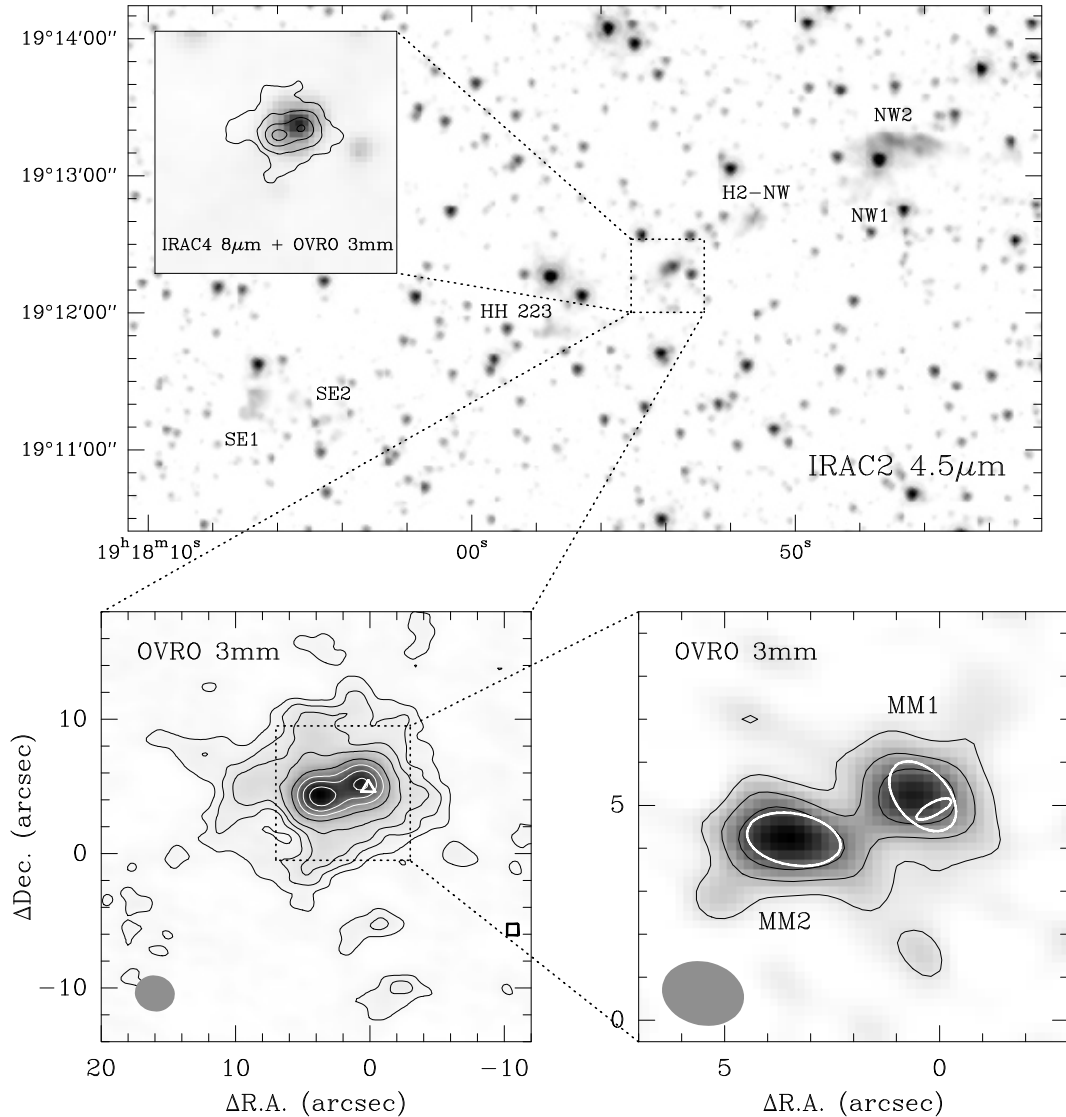 19°14′00″
NW2
19°13′00″
H2−NW
NW1
IRAC4 8μm + OVRO 3mm
19°12′00″
HH 223
SE2
SE1
19°11′00″
IRAC2 4.5μm
19ʰ18ᵐ10ˢ 00ˢ 50ˢ
OVRO 3mm
10
0
−10
ΔDec. (arcsec)
20 10 0 −10
ΔR.A. (arcsec)
OVRO 3mm
MM1
5
MM2
0
5 0
ΔR.A. (arcsec)